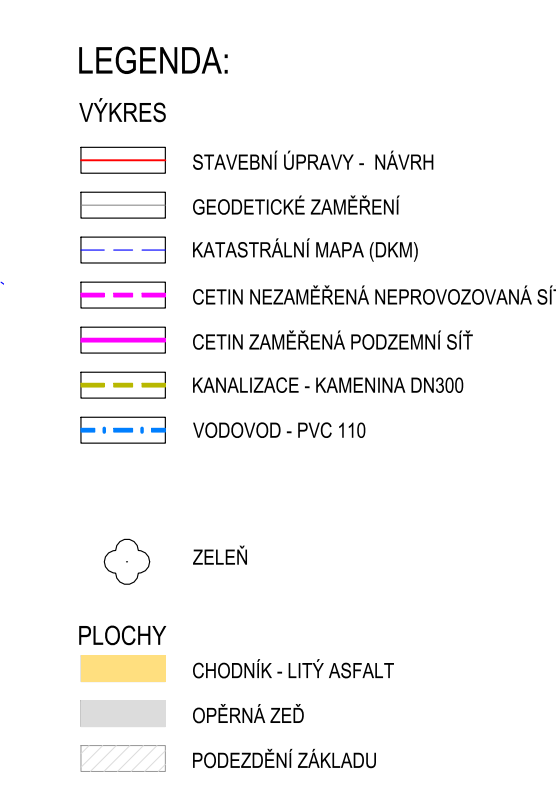 LEGENDA:
VÝKRES
STAVEBNÍ ÚPRAVY - NÁVRH
GEODETICKÉ ZAMĚŘENÍ
KATASTRÁLNÍ MAPA (DKM)
CETIN NEZAMĚŘENÁ NEPROVOZOVANÁ
CETIN ZAMĚŘENÁ PODZEMNÍ SÍŤ
KANALIZACE - KAMENINA DN300
VODOVOD - PVC 110
ZELEŇ
PLOCHY
CHODNÍK - LITÝ ASFALT
OPĚRNÁ ZEĎ
PODEZDĚNÍ ZÁKLADU